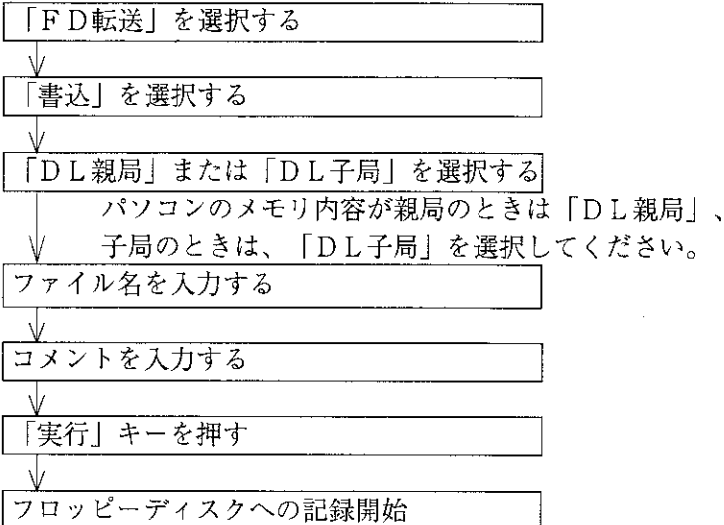 「ＦＤ転送」を選択する
「書込」を選択する
「ＤＬ親局」または「ＤＬ子局」を選択する
パソコンのメモリ内容が親局のときは「ＤＬ親局」、
子局のときは、「ＤＬ子局」を選択してください。
ファイル名を入力する
コメントを入力する
「実行」キーを押す
フロッピーディスクへの記録開始